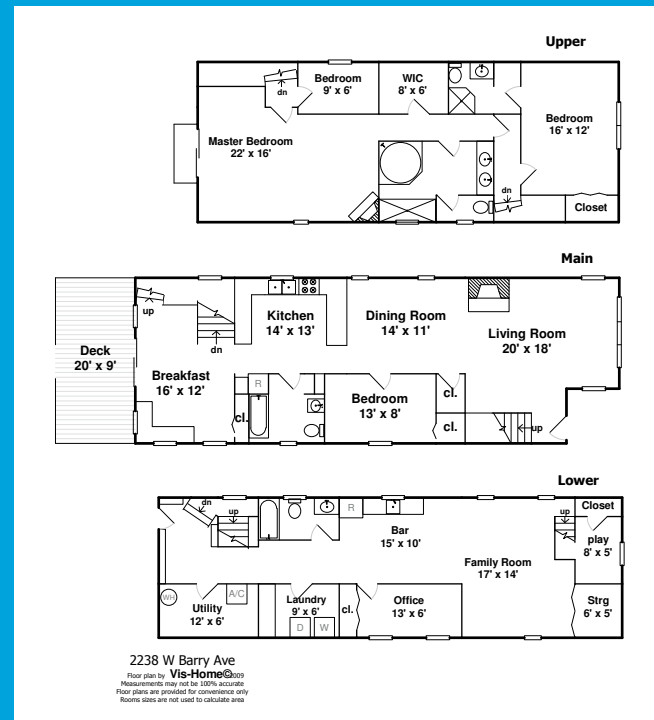 Upper
Bedroom
9' x 6'
WIC
8' x 6'
dn
Bedroom
16' x 12'
Master Bedroom
22' x 16'
dn
Closet
Main
up
Kitchen
14' x 13'
Dining Room
14' x 11'
Living Room
20' x 18'
dn
Deck
20' x 9'
Breakfast
16' x 12'
R
Bedroom
13' x 8'
cl.
cl.
cl.
up
Lower
dn
up
R
Bar
15' x 10'
up
Closet
play
8' x 5'
Family Room
17' x 14'
WH
A/C
Utility
12' x 6'
Laundry
9' x 6'
D
W
cl.
Office
13' x 6'
Strg
6' x 5'
2238 W Barry Ave
Floor plan by Vis-Home©2009
Measurements may not be 100% accurate
Floor plans are provided for convenience only
Rooms sizes are not used to calculate area